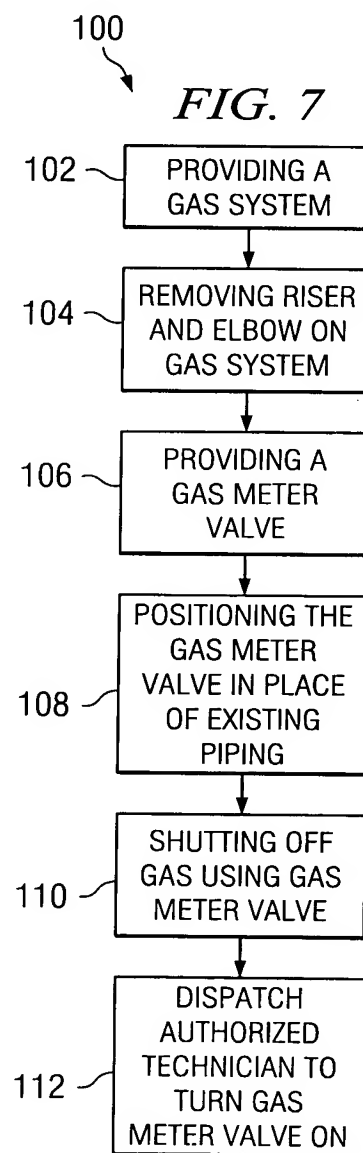 100
FIG. 7
102
PROVIDING A
GAS SYSTEM
104
REMOVING RISER
AND ELBOW ON
GAS SYSTEM
106
PROVIDING A
GAS METER
VALVE
108
POSITIONING THE
GAS METER
VALVE IN PLACE
OF EXISTING
PIPING
110
SHUTTING OFF
GAS USING GAS
METER VALVE
112
DISPATCH
AUTHORIZED
TECHNICIAN TO
TURN GAS
METER VALVE ON